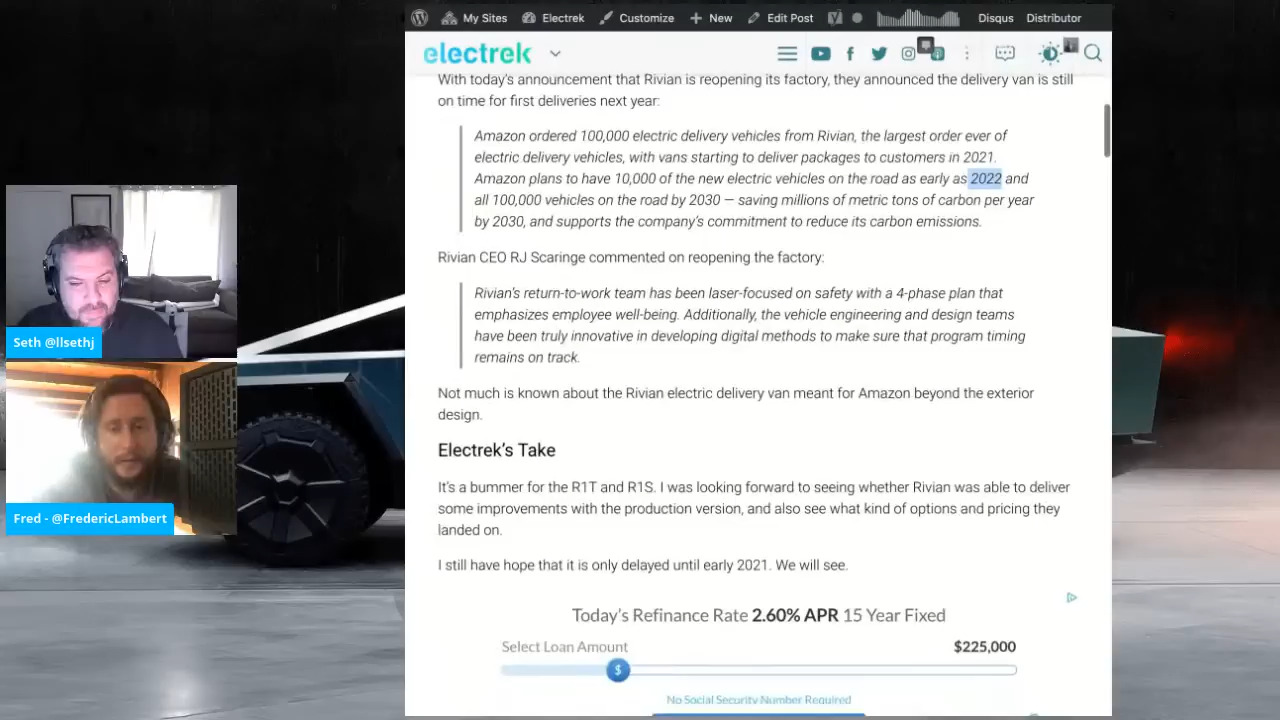 My Sites
Electrek
Customize
New
Edit Post
Disqus
Distributor
electrek
With today's announcement that Rivian is reopening its factory, they announced the delivery van is still
on time for first deliveries next year:
Amazon ordered 100,000 electric delivery vehicles from Rivian, the largest order ever of
electric delivery vehicles, with vans starting to deliver packages to customers in 2021.
Amazon plans to have 10,000 of the new electric vehicles on the road as early as 2022 and
all 100,000 vehicles on the road by 2030 — saving millions of metric tons of carbon per year
by 2030, and supports the company's commitment to reduce its carbon emissions.
Rivian CEO RJ Scaringe commented on reopening the factory:
Rivian's return-to-work team has been laser-focused on safety with a 4-phase plan that
emphasizes employee well-being. Additionally, the vehicle engineering and design teams
have been truly innovative in developing digital methods to make sure that program timing
remains on track.
Not much is known about the Rivian electric delivery van meant for Amazon beyond the exterior
design.
Electrek's Take
It's a bummer for the R1T and R1S. I was looking forward to seeing whether Rivian was able to deliver
some improvements with the production version, and also see what kind of options and pricing they
landed on.
I still have hope that it is only delayed until early 2021. We will see.
Today's Refinance Rate 2.60% APR 15 Year Fixed
Select Loan Amount
$225,000
$
No Social Security Number Required
Seth @llsethj
Fred - @FredericLambert